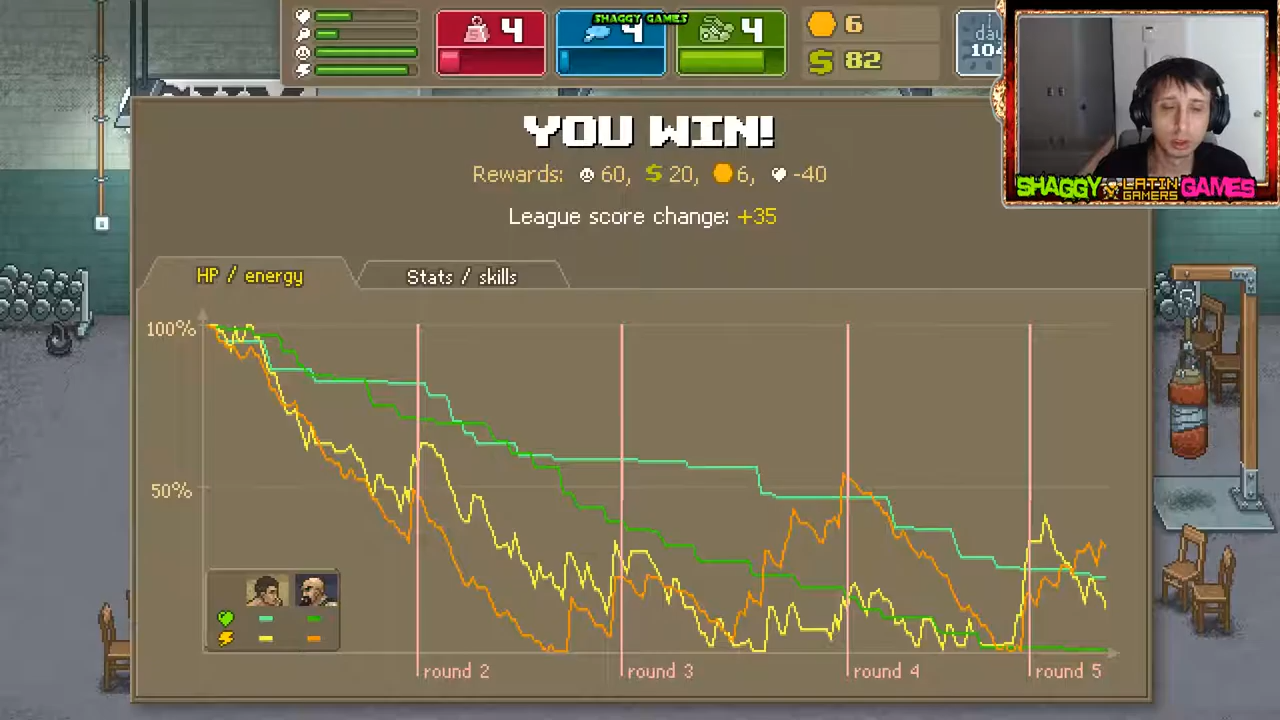 SHAGGY GAMES
4
4
4
6
82
day
104
SHAGGY LATIN GAMERS GAMES
YOU WIN!
Rewards: 60, $ 20, 6, -40
League score change: +35
HP / energy
Stats / skills
100%
50%
round 2
round 3
round 4
round 5